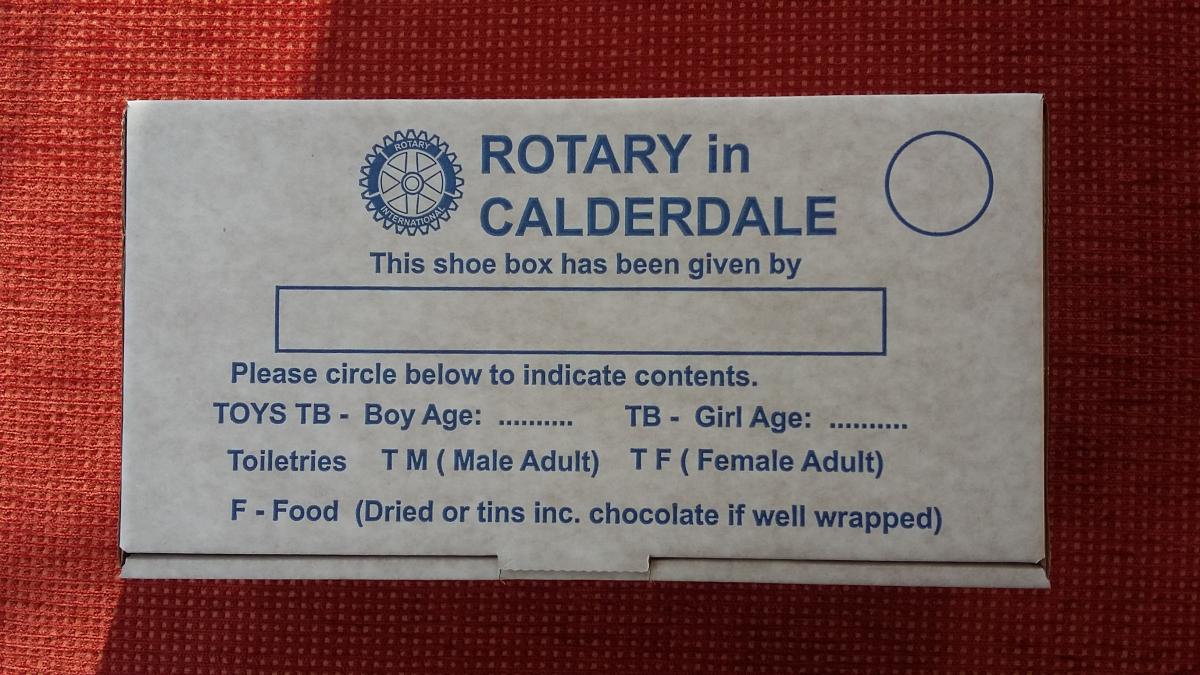 ROTARY
INTERNATIONAL
ROTARY in
CALDERDALE
This shoe box has been given by
Please circle below to indicate contents.
TOYS TB - Boy Age: .......... TB - Girl Age: ..........
Toiletries T M ( Male Adult) T F ( Female Adult)
F - Food (Dried or tins inc. chocolate if well wrapped)